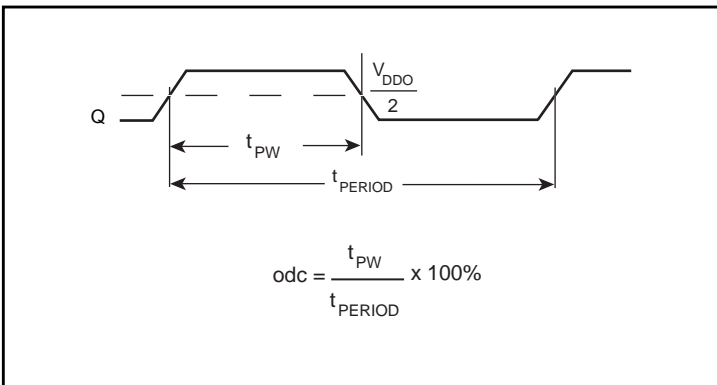 V_DDO
2
Q
t_PW
t_PERIOD
t_PW
odc = x 100%
t_PERIOD